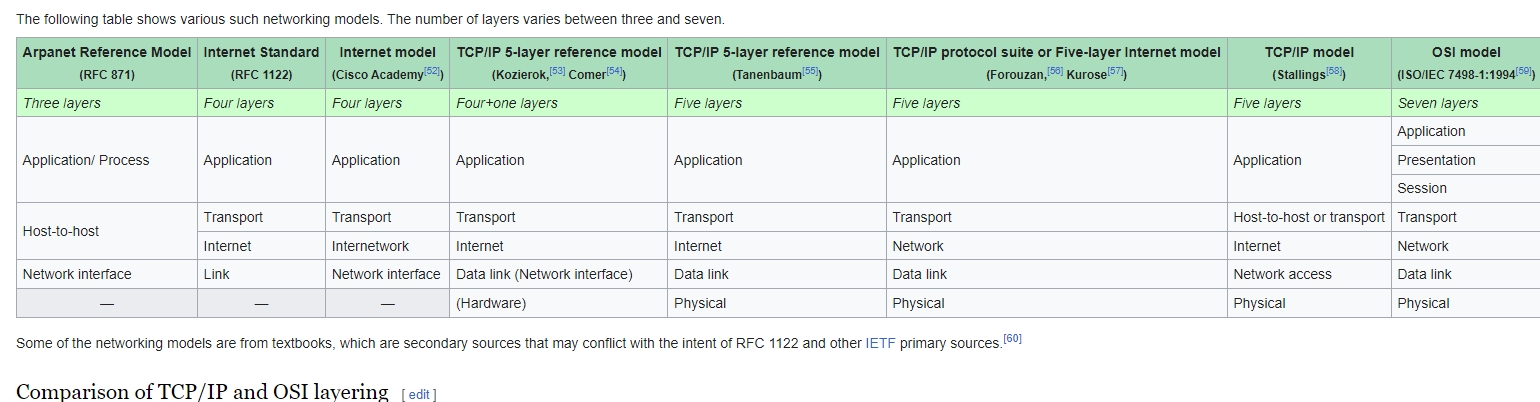 The following table shows various such networking models. The number of layers varies between three and seven.
Arpanet Reference Model Internet Standard Internet model TCP/IP 5-layer reference model TCP/IP 5-layer reference model TCP/IP protocol suite or Five-layer Internet model TCP/IP model OSI model
(RFC 871) (RFC 1122) (Cisco Academy[52]) (Kozierok,[53] Comer[54]) (Tanenbaum[55]) (Forouzan,[56] Kurose[57]) (Stallings[58]) (ISO/IEC 7498-1:1994[59])
Three layers Four layers Four layers Four+one layers Five layers Five layers Five layers Seven layers
Application
Application/ Process Application Application Application Application Application Application Presentation
Session
Transport Transport Transport Transport Transport Host-to-host or transport Transport
Host-to-host
Internet Internetwork Internet Internet Network Internet Network
Network interface Link Network interface Data link (Network interface) Data link Data link Network access Data link
— — — (Hardware) Physical Physical Physical Physical
Some of the networking models are from textbooks, which are secondary sources that may conflict with the intent of RFC 1122 and other IETF primary sources.[60]
Comparison of TCP/IP and OSI layering [ edit ]